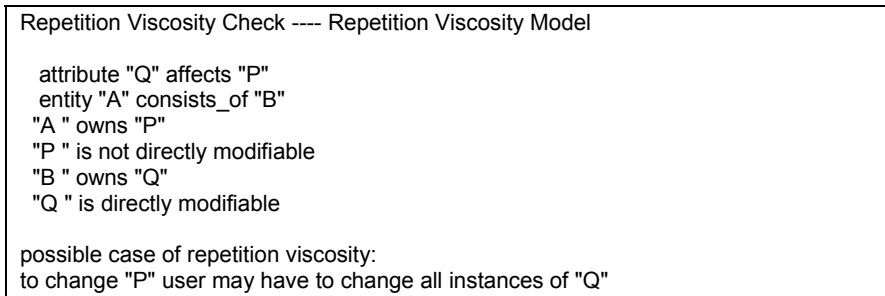 Repetition Viscosity Check ---- Repetition Viscosity Model
attribute "Q" affects "P"
entity "A" consists_of "B"
"A " owns "P"
"P " is not directly modifiable
"B " owns "Q"
"Q " is directly modifiable
possible case of repetition viscosity:
to change "P" user may have to change all instances of "Q"